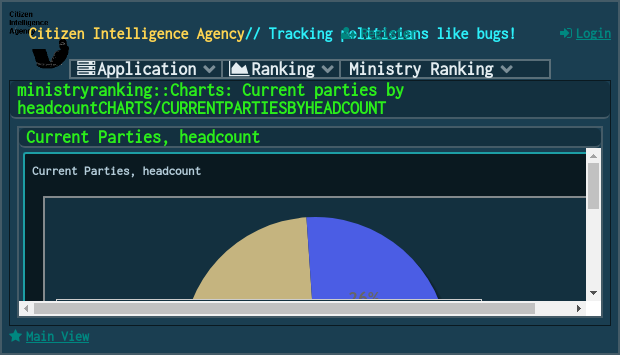 Citizen
Intelligence
Agency
Citizen Intelligence Agency// Tracking politicians like bugs!
Login
Application
Ranking
Ministry Ranking
ministryranking::Charts: Current parties by
headcountCHARTS/CURRENTPARTIESBYHEADCOUNT
Current Parties, headcount
Current Parties, headcount
Main View